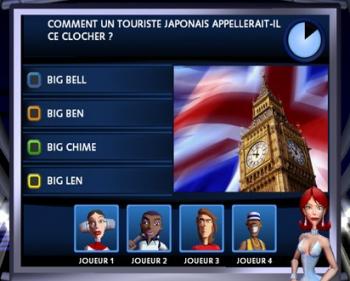 COMMENT UN TOURISTE JAPONAIS APPELLERAIT-IL
CE CLOCHER ?
BIG BELL
BIG BEN
BIG CHIME
BIG LEN
JOUEUR 1
JOUEUR 2
JOUEUR 3
JOUEUR 4